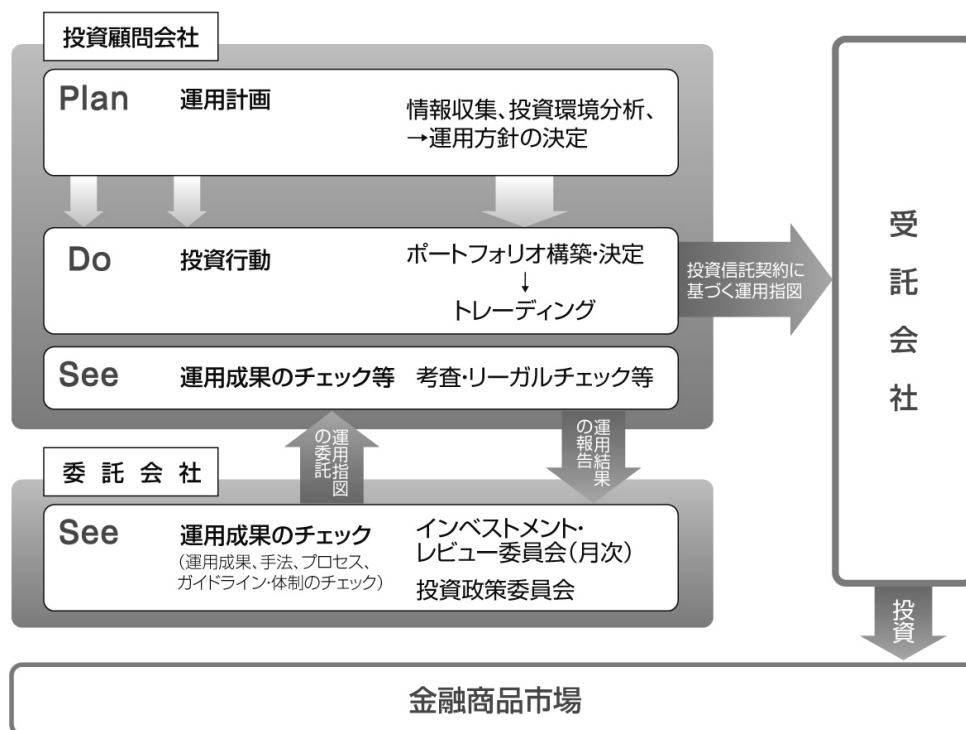 投資顧問会社
Plan 運用計画 情報収集、投資環境分析、
→運用方針の決定
Do 投資行動 ポートフォリオ構築・決定
↓
トレーディング
投資信託契約に
基づく運用指図
See 運用成果のチェック等 考査・リーガルチェック等
運用指図
の委託
運用結果
の報告
委託会社
See 運用成果のチェック
(運用成果、手法、プロセス、
ガイドライン・体制のチェック)
インベストメント・
レビュー委員会(月次)
投資政策委員会
受託会社
投資
金融商品市場